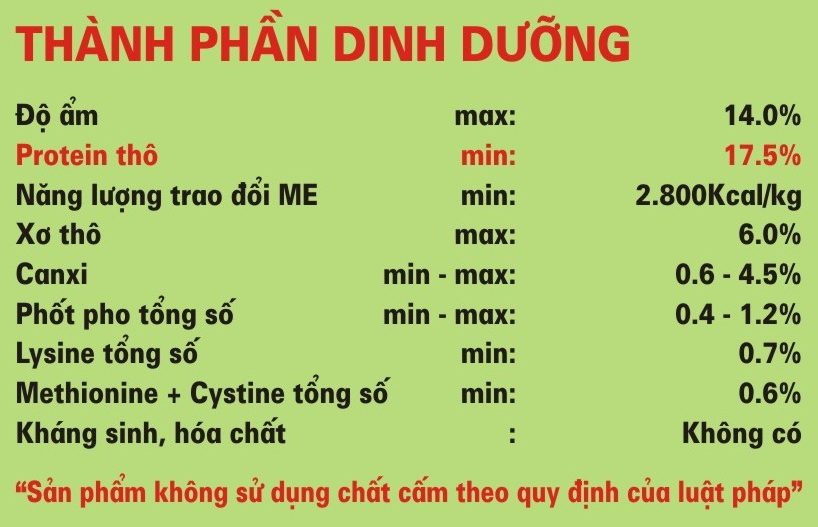 THÀNH PHẦN DINH DƯỠNG
Độ ẩm max: 14.0%
Protein thô min: 17.5%
Năng lượng trao đổi ME min: 2.800Kcal/kg
Xơ thô max: 6.0%
Canxi min - max: 0.6 - 4.5%
Phốt pho tổng số min - max: 0.4 - 1.2%
Lysine tổng số min: 0.7%
Methionine + Cystine tổng số min: 0.6%
Kháng sinh, hóa chất : Không có
“Sản phẩm không sử dụng chất cấm theo quy định của luật pháp”